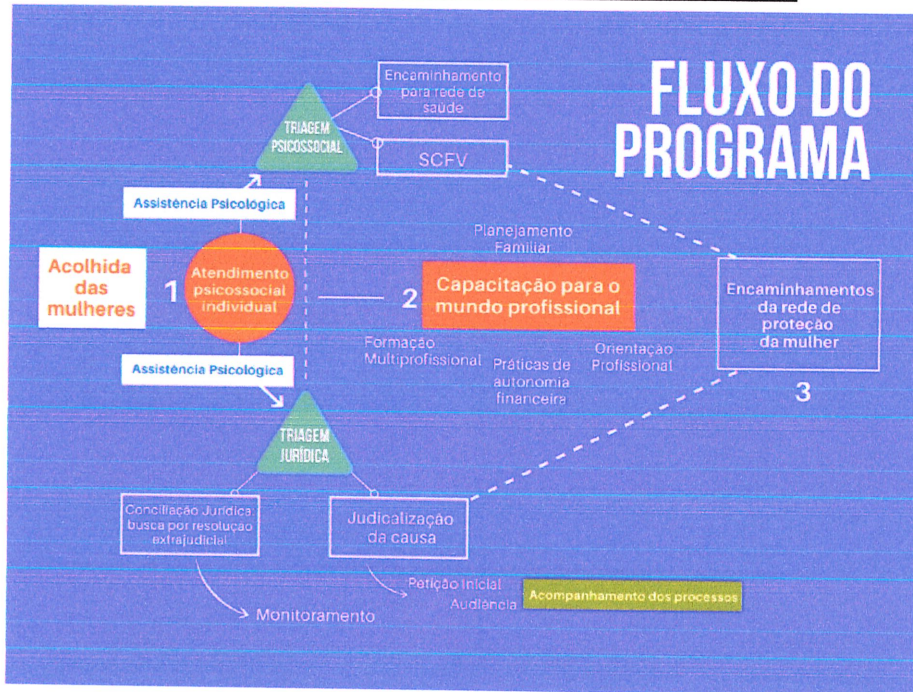 FLUXO DO
PROGRAMA
Encaminhamento
para rede de
saúde
TRIAGEM
PSICOSSOCIAL
SCFV
Assistência Psicológica
Planejamento
Familiar
Acolhida
das
mulheres
1
Atendimento
psicossocial
individual
2
Capacitação para o
mundo profissional
Encaminhamentos
da rede de
proteção
da mulher
3
Formação
Multiprofissional
Práticas de
autonomia
financeira
Orientação
Profissional
Assistência Psicológica
TRIAGEM
JURÍDICA
Conciliação Jurídica:
busca por resolução
extrajudicial
Judicalização
da causa
Petição Inicial
Audiência
Acompanhamento dos processos
Monitoramento